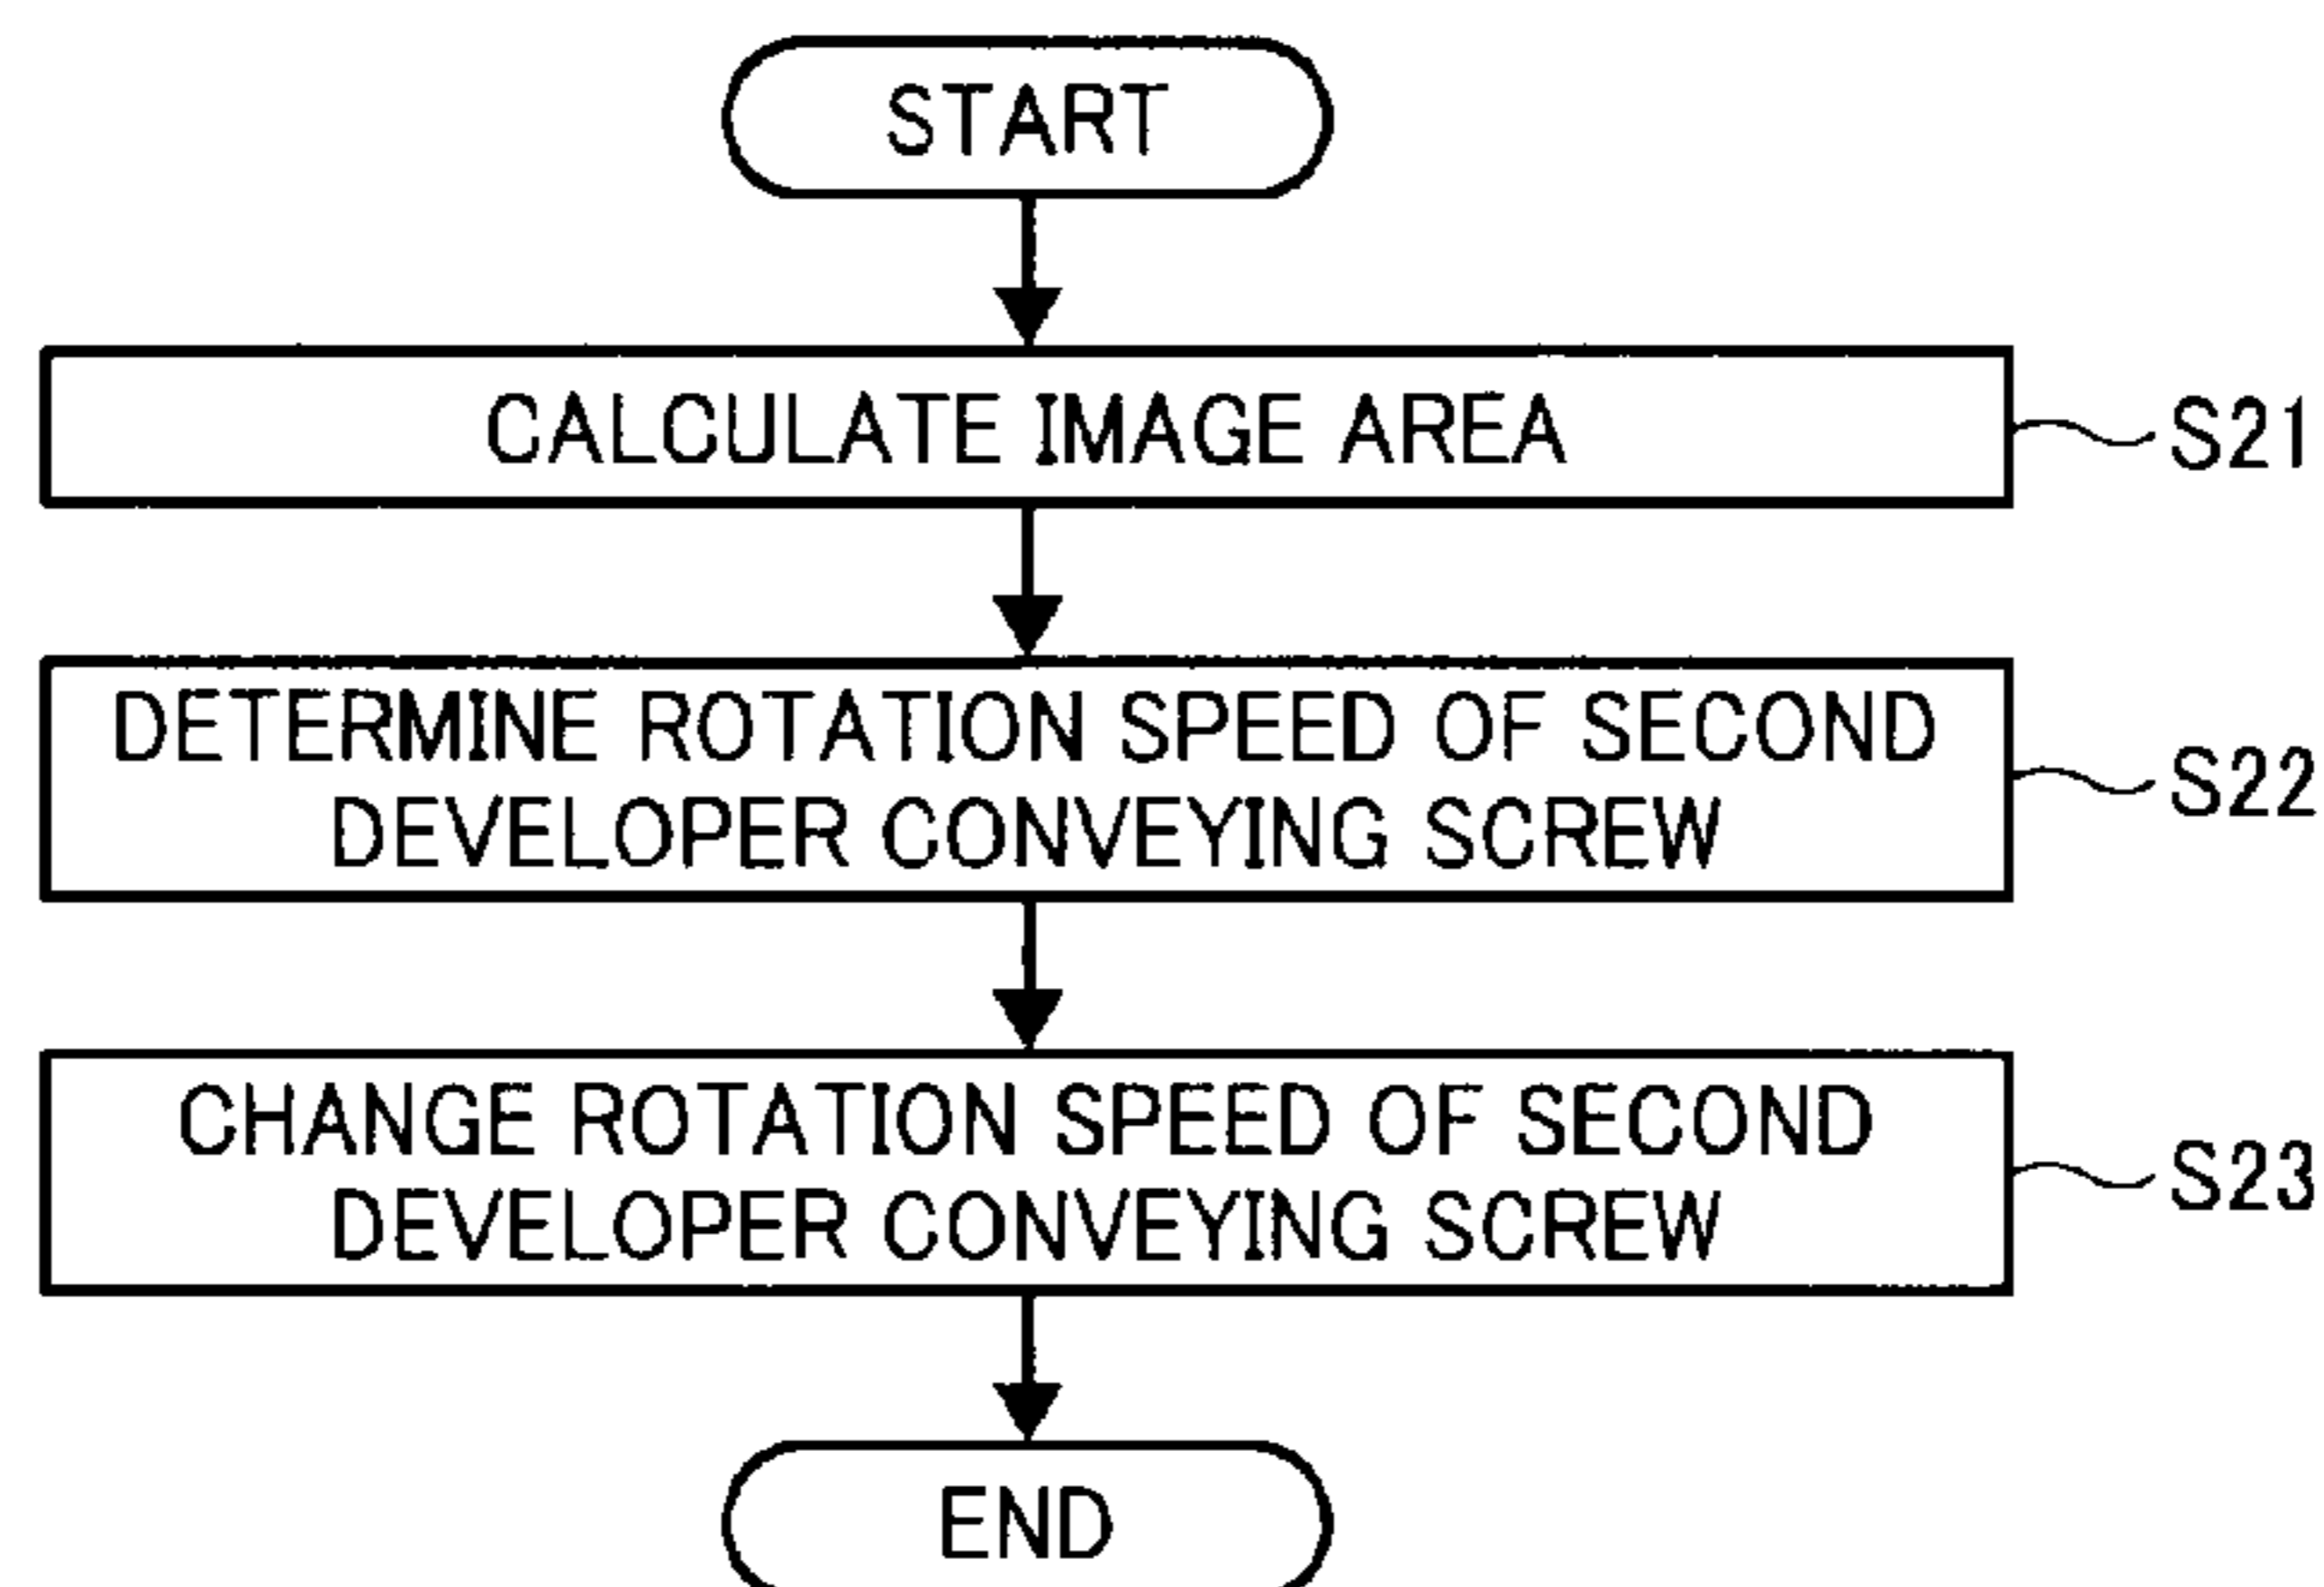 START
CALCULATE IMAGE AREA
S21
DETERMINE ROTATION SPEED OF SECOND
DEVELOPER CONVEYING SCREW
S22
CHANGE ROTATION SPEED OF SECOND
DEVELOPER CONVEYING SCREW
S23
END